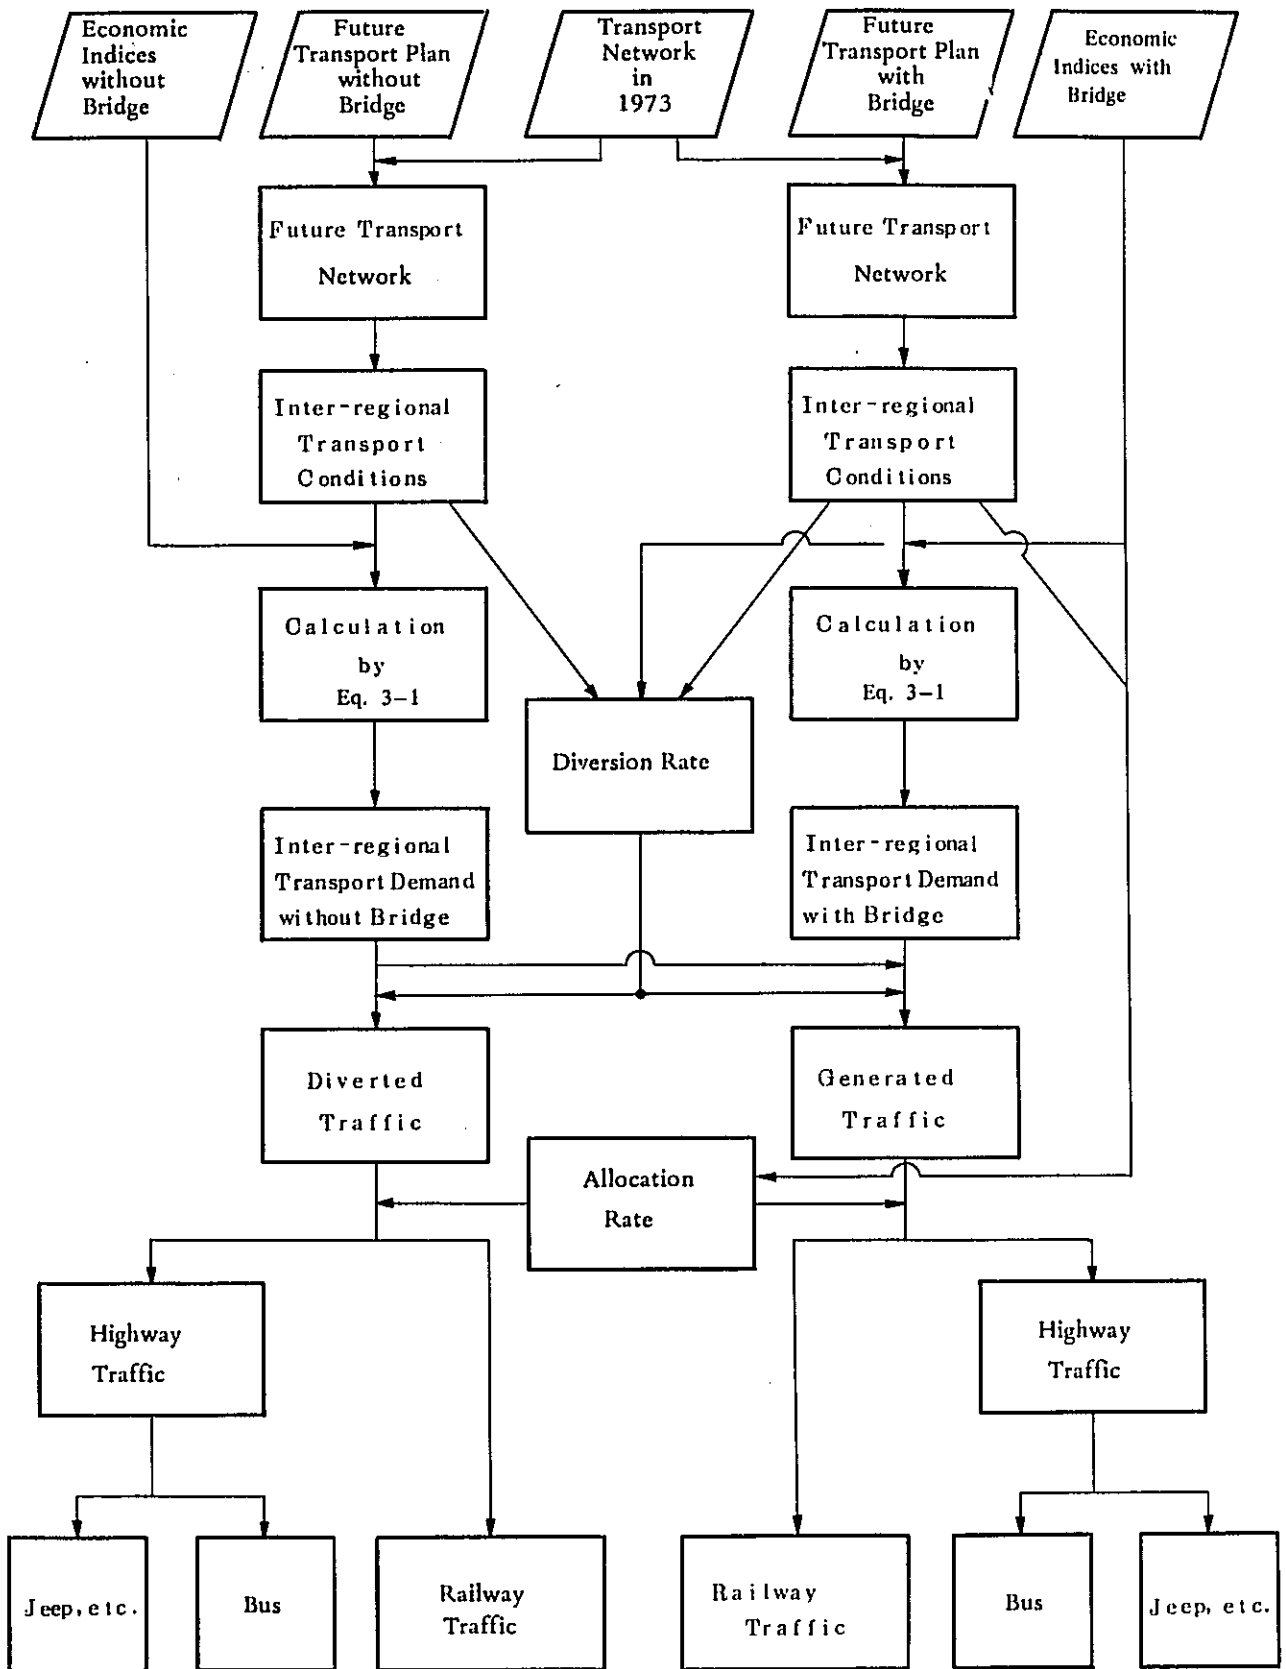 Economic
Indices
without
Bridge
Future
Transport Plan
without
Bridge
Transport
Network
in
1973
Future
Transport Plan
with
Bridge
Economic
Indices with
Bridge
Future Transport
Network
Future Transport
Network
Inter-regional
Transport
Conditions
Inter-regional
Transport
Conditions
Calculation
by
Eq. 3-1
Calculation
by
Eq. 3-1
Diversion Rate
Inter-regional
Transport Demand
without Bridge
Inter-regional
Transport Demand
with Bridge
Diverted
Traffic
Generated
Traffic
Allocation
Rate
Highway
Traffic
Highway
Traffic
Jeep, etc.
Bus
Railway
Traffic
Railway
Traffic
Bus
Jeep, etc.